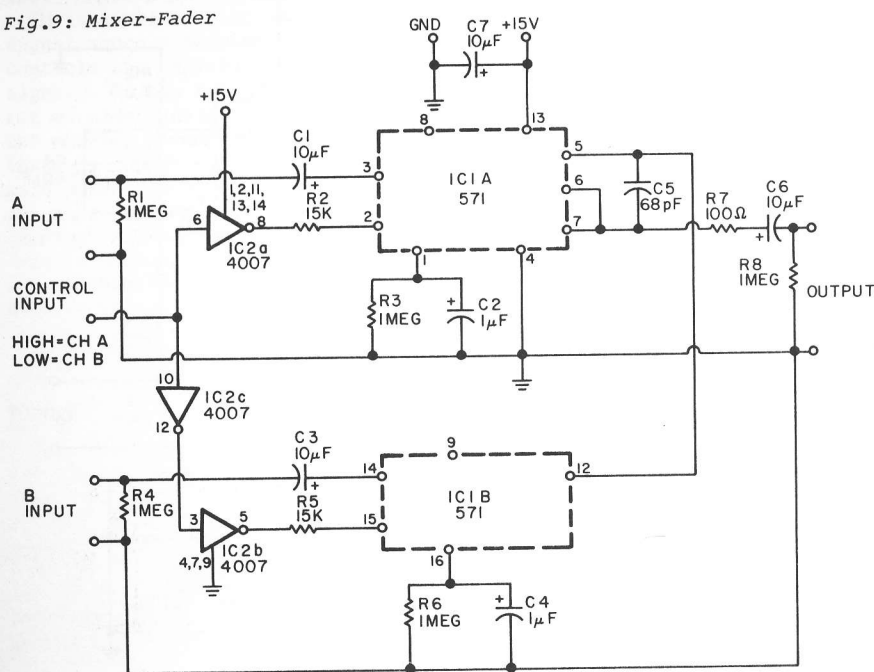 Fig.9: Mixer-Fader
GND
C7
10µF
+15V
+15V
8
13
C1
10µF
+
3
IC1A
571
5
6
7
C5
68pF
R7
100Ω
C6
10µF
+
A
INPUT
R1
1MEG
1,2,11,
13,14
R2
15K
6
8
2
IC2a
4007
1
4
R8
1MEG
OUTPUT
CONTROL
INPUT
R3
1MEG
+
C2
1µF
HIGH=CH A
LOW=CH B
10
IC2c
4007
12
C3
10µF
+
9
14
12
IC1B
571
B
INPUT
R4
1MEG
R5
15K
3
5
15
IC2b
4007
4,7,9
16
R6
1MEG
+
C4
1µF